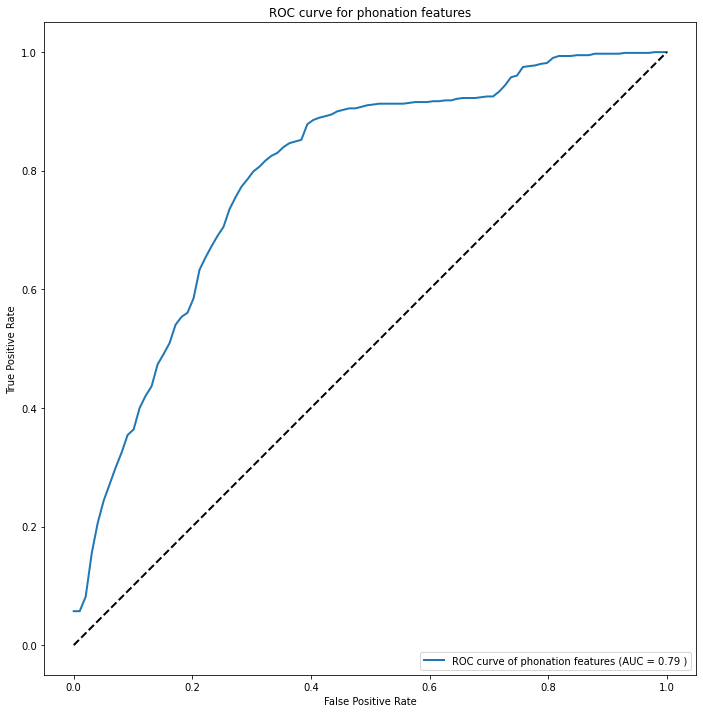 ROC curve for phonation features
True Positive Rate
1.0
0.8
0.6
0.4
0.2
0.0
ROC curve of phonation features (AUC = 0.79 )
0.0 0.2 0.4 0.6 0.8 1.0
False Positive Rate